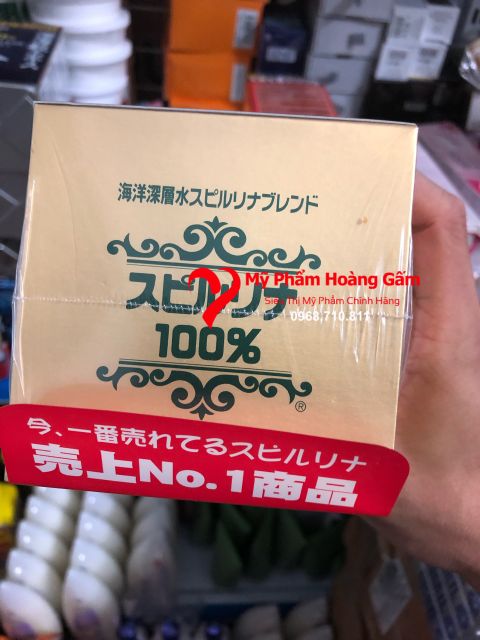 海洋深層水スピルリナブレンド
スピルリナ
100%
®
Mỹ Phẩm Hoàng Gấm
Siêu Thị Mỹ Phẩm Chính Hãng
0968.710.811
今、一番売れてるスピルリナ
売上No.1商品